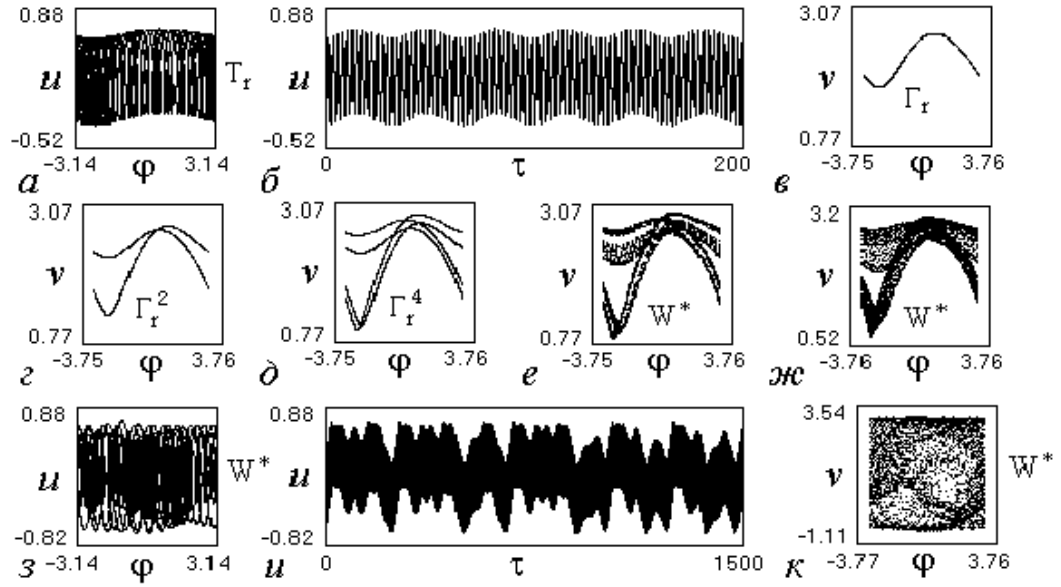 0.88
u
-0.52
-3.14 φ 3.14
T_r
а
0.88
u
-0.52
0 τ 200
б
3.07
v
0.77
-3.75 φ 3.76
Γ_r
в
3.07
v
0.77
-3.75 φ 3.76
Γ_r^2
г
3.07
v
0.77
-3.75 φ 3.76
Γ_r^4
д
3.07
v
0.77
-3.75 φ 3.76
W*
е
3.2
v
0.52
-3.76 φ 3.76
W*
ж
0.88
u
-0.82
-3.14 φ 3.14
W*
з
0.88
u
-0.82
0 τ 1500
и
3.54
v
-1.11
-3.77 φ 3.76
W*
к